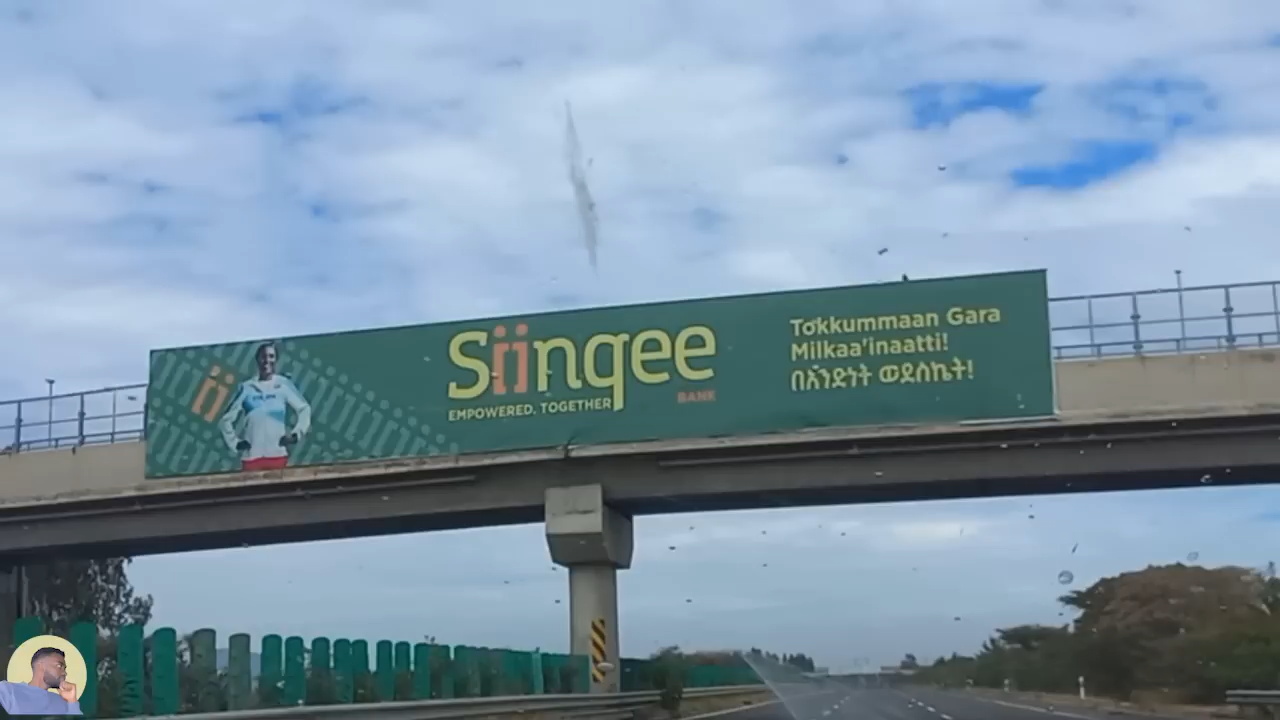 Siinqee
EMPOWERED. TOGETHER
BANK
Tokkummaan Gara
Milkaa'inaatti!
በአንድነት ወደስኬት!